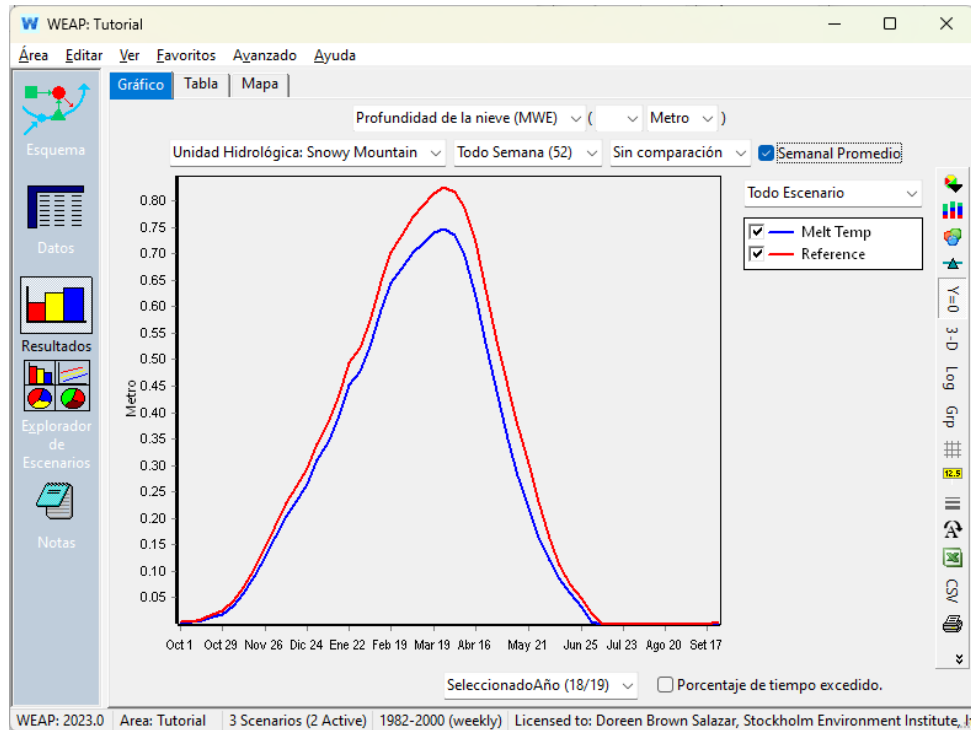 WEAP: Tutorial
Área Editar Ver Favoritos Avanzado Ayuda
Gráfico Tabla Mapa
Profundidad de la nieve (MWE) ( Metro )
Unidad Hidrológica: Snowy Mountain Todo Semana (52) Sin comparación Semanal Promedio
Todo Escenario
Melt Temp
Reference
Esquema
Datos
Resultados
Explorador
de
Escenarios
Notas
Metro
0.80
0.75
0.70
0.65
0.60
0.55
0.50
0.45
0.40
0.35
0.30
0.25
0.20
0.15
0.10
0.05
Oct 1 Oct 29 Nov 26 Dic 24 Ene 22 Feb 19 Mar 19 Abr 16 May 21 Jun 25 Jul 23 Ago 20 Set 17
Y=0
3-D
Log
Grp
12.5
A
CSV
SeleccionadoAño (18/19) Porcentaje de tiempo excedido.
WEAP: 2023.0 Area: Tutorial 3 Scenarios (2 Active) 1982-2000 (weekly) Licensed to: Doreen Brown Salazar, Stockholm Environment Institute,